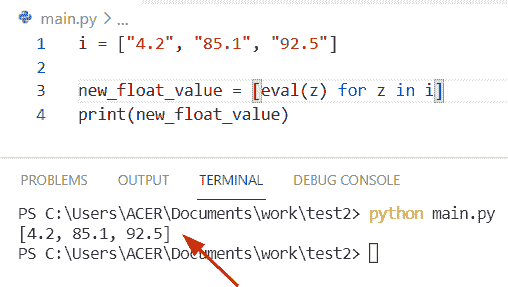 main.py > ...
1 i = ["4.2", "85.1", "92.5"]
2
3 new_float_value = [eval(z) for z in i]
4 print(new_float_value)
PROBLEMS OUTPUT TERMINAL DEBUG CONSOLE
PS C:\Users\ACER\Documents\work\test2> python main.py
[4.2, 85.1, 92.5]
PS C:\Users\ACER\Documents\work\test2>